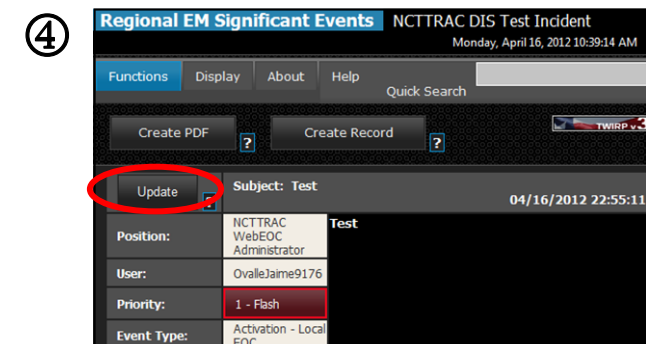 ④
Regional EM Significant Events NCTTRAC DIS Test Incident
Monday, April 16, 2012 10:39:14 AM
Functions Display About Help
Quick Search
Create PDF ? Create Record ?
TWIRP v3
Update ? Subject: Test
04/16/2012 22:55:11
Position: NCTTRAC Test
WebEOC
Administrator
User: OvalleJaime9176
Priority: 1 - Flash
Event Type: Activation - Local
EOC